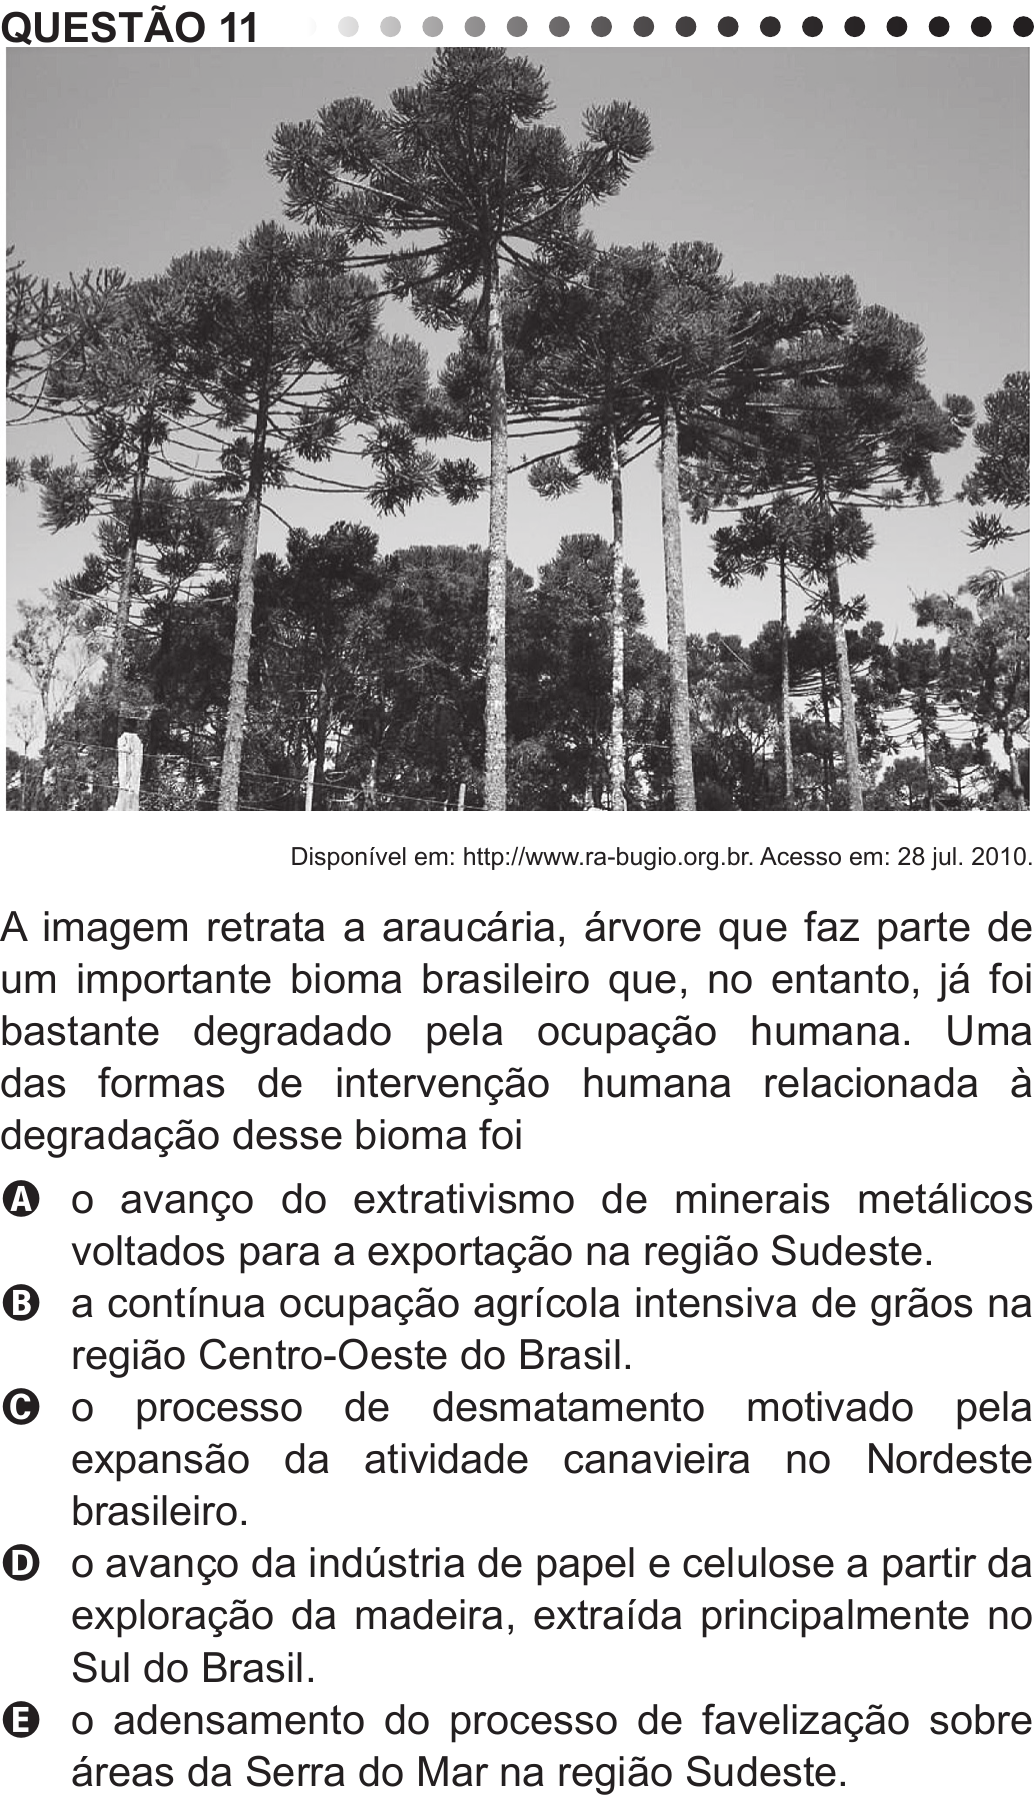 QUESTÃO 11
Disponível em: http://www.ra-bugio.org.br. Acesso em: 28 jul. 2010.
A imagem retrata a araucária, árvore que faz parte de
um importante bioma brasileiro que, no entanto, já foi
bastante degradado pela ocupação humana. Uma
das formas de intervenção humana relacionada à
degradação desse bioma foi
A o avanço do extrativismo de minerais metálicos
voltados para a exportação na região Sudeste.
B a contínua ocupação agrícola intensiva de grãos na
região Centro-Oeste do Brasil.
C o processo de desmatamento motivado pela
expansão da atividade canavieira no Nordeste
brasileiro.
D o avanço da indústria de papel e celulose a partir da
exploração da madeira, extraída principalmente no
Sul do Brasil.
E o adensamento do processo de favelização sobre
áreas da Serra do Mar na região Sudeste.